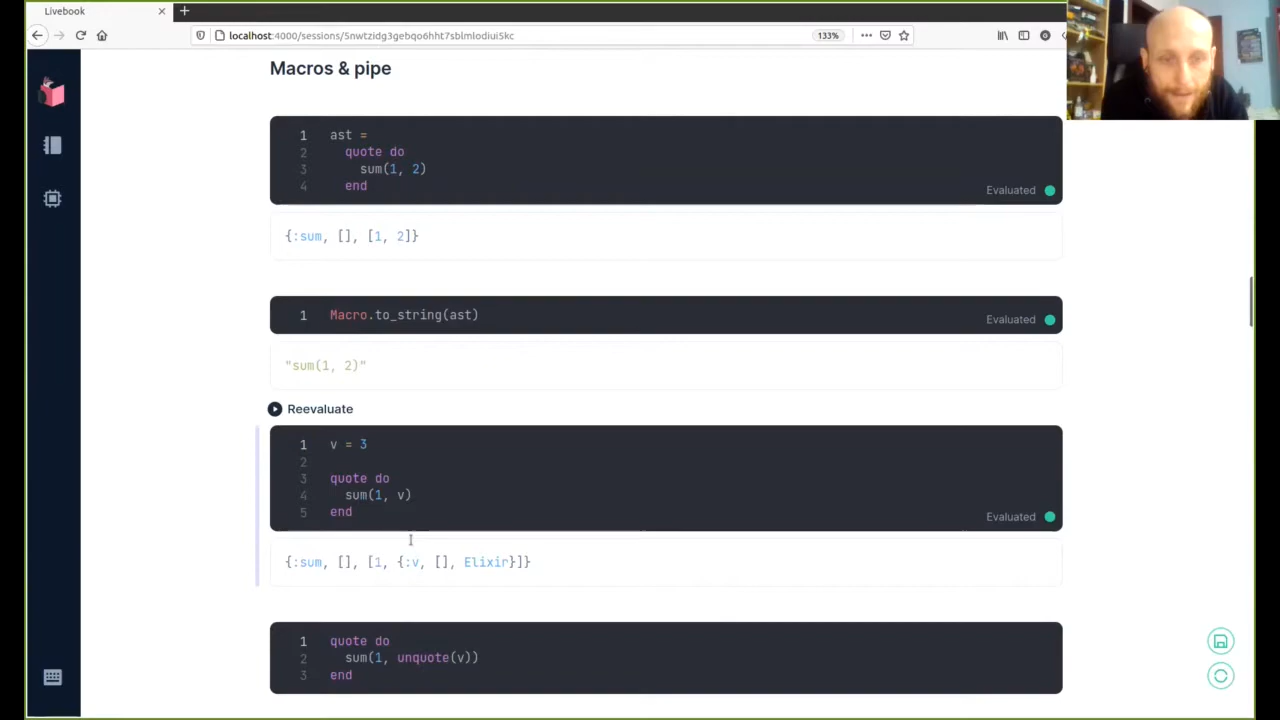 Livebook
localhost:4000/sessions/5nwtzidg3gebqo6hht7sblmlodiui5kc
133%
Macros & pipe
1 ast =
2 quote do
3 sum(1, 2)
4 end
Evaluated
{:sum, [], [1, 2]}
1 Macro.to_string(ast)
Evaluated
"sum(1, 2)"
Reevaluate
1 v = 3
2
3 quote do
4 sum(1, v)
5 end
Evaluated
{:sum, [], [1, {:v, [], Elixir}]}
1 quote do
2 sum(1, unquote(v))
3 end